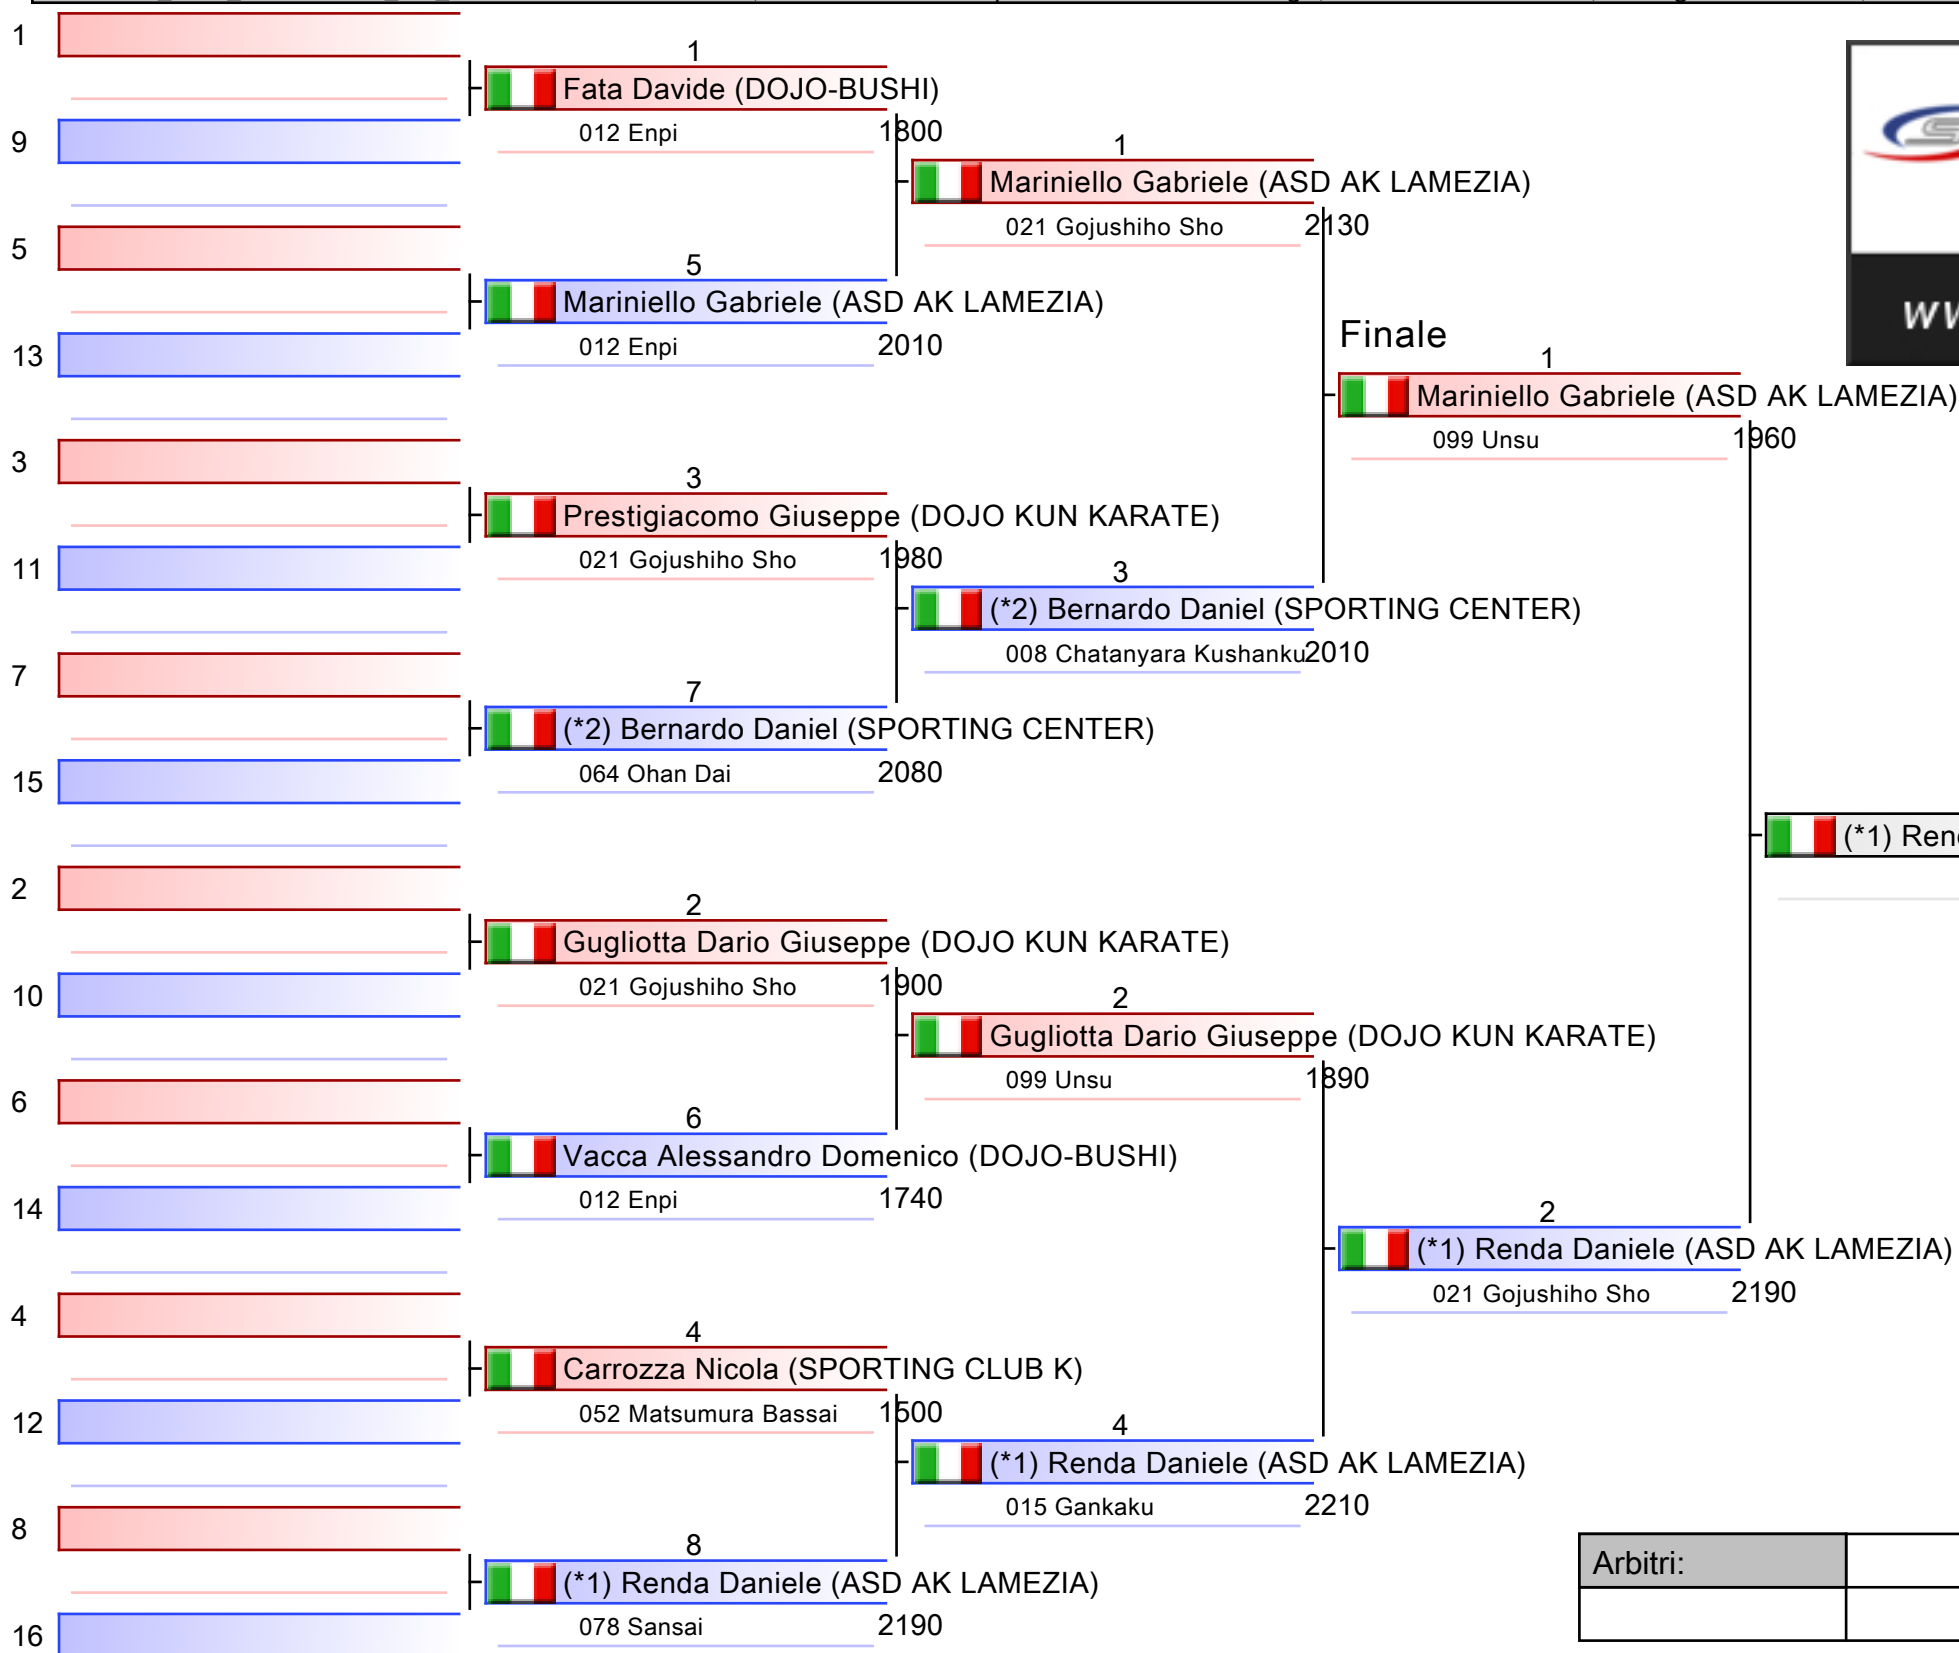 1
9
5
13
3
11
7
15
2
10
6
14
4
12
8
16
1
Fata Davide (DOJO-BUSHI)
012 Enpi 1800
5
Mariniello Gabriele (ASD AK LAMEZIA)
012 Enpi 2010
3
Prestigiacomo Giuseppe (DOJO KUN KARATE)
021 Gojushiho Sho 1980
7
(*2) Bernardo Daniel (SPORTING CENTER)
064 Ohan Dai 2080
2
Gugliotta Dario Giuseppe (DOJO KUN KARATE)
021 Gojushiho Sho 1900
6
Vacca Alessandro Domenico (DOJO-BUSHI)
012 Enpi 1740
4
Carrozza Nicola (SPORTING CLUB K)
052 Matsumura Bassai 1500
8
(*1) Renda Daniele (ASD AK LAMEZIA)
078 Sansai 2190
1
Mariniello Gabriele (ASD AK LAMEZIA)
021 Gojushiho Sho 2130
3
(*2) Bernardo Daniel (SPORTING CENTER)
008 Chatanyara Kushanku 2010
2
Gugliotta Dario Giuseppe (DOJO KUN KARATE)
099 Unsu 1890
4
(*1) Renda Daniele (ASD AK LAMEZIA)
015 Gankaku 2210
Finale
1
Mariniello Gabriele (ASD AK LAMEZIA)
099 Unsu 1960
2
(*1) Renda Daniele (ASD AK LAMEZIA)
021 Gojushiho Sho 2190
(*1) Ren
Arbitri: